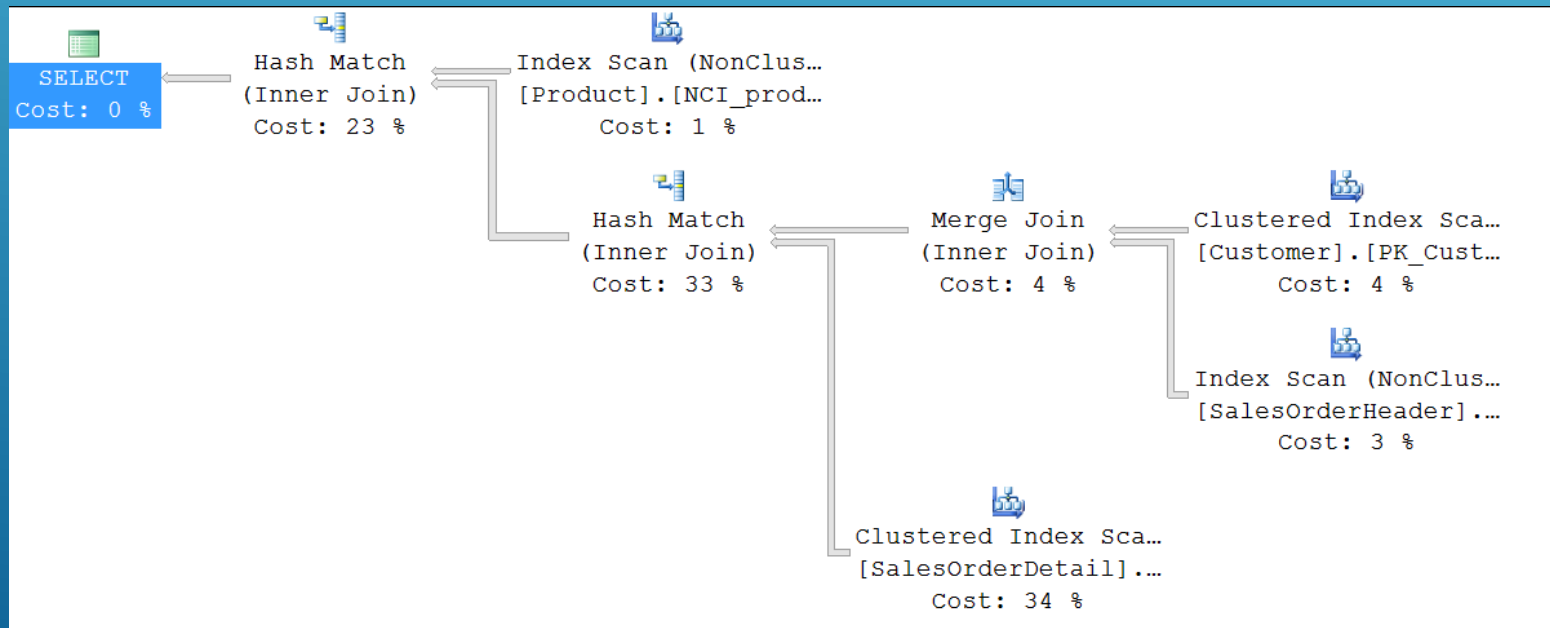 SELECT
Cost: 0 %
Hash Match
(Inner Join)
Cost: 23 %
Index Scan (NonClus…
[Product].[NCI_prod…
Cost: 1 %
Hash Match
(Inner Join)
Cost: 33 %
Merge Join
(Inner Join)
Cost: 4 %
Clustered Index Sca…
[Customer].[PK_Cust…
Cost: 4 %
Index Scan (NonClus…
[SalesOrderHeader].…
Cost: 3 %
Clustered Index Sca…
[SalesOrderDetail].…
Cost: 34 %